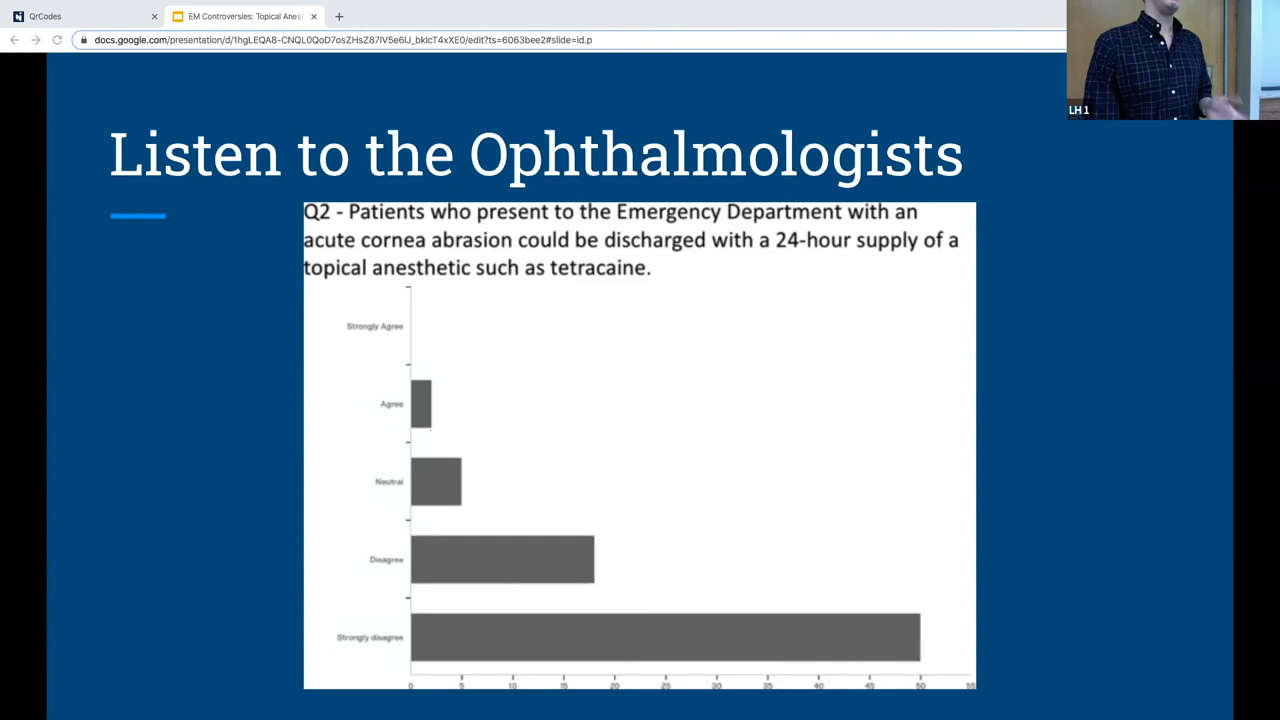 QrCodes
EM Controversies: Topical Anest
docs.google.com/presentation/d/1hgLEQA8-CNQL0QoD7osZHsZ87IV5e6IJ_bkIcT4xXE0/edit?ts=6063bee2#slide=id.p
LH 1
Listen to the Ophthalmologists
Q2 - Patients who present to the Emergency Department with an
acute cornea abrasion could be discharged with a 24-hour supply of a
topical anesthetic such as tetracaine.
Strongly Agree
Agree
Neutral
Disagree
Strongly disagree
0 5 10 15 20 25 30 35 40 45 50 55